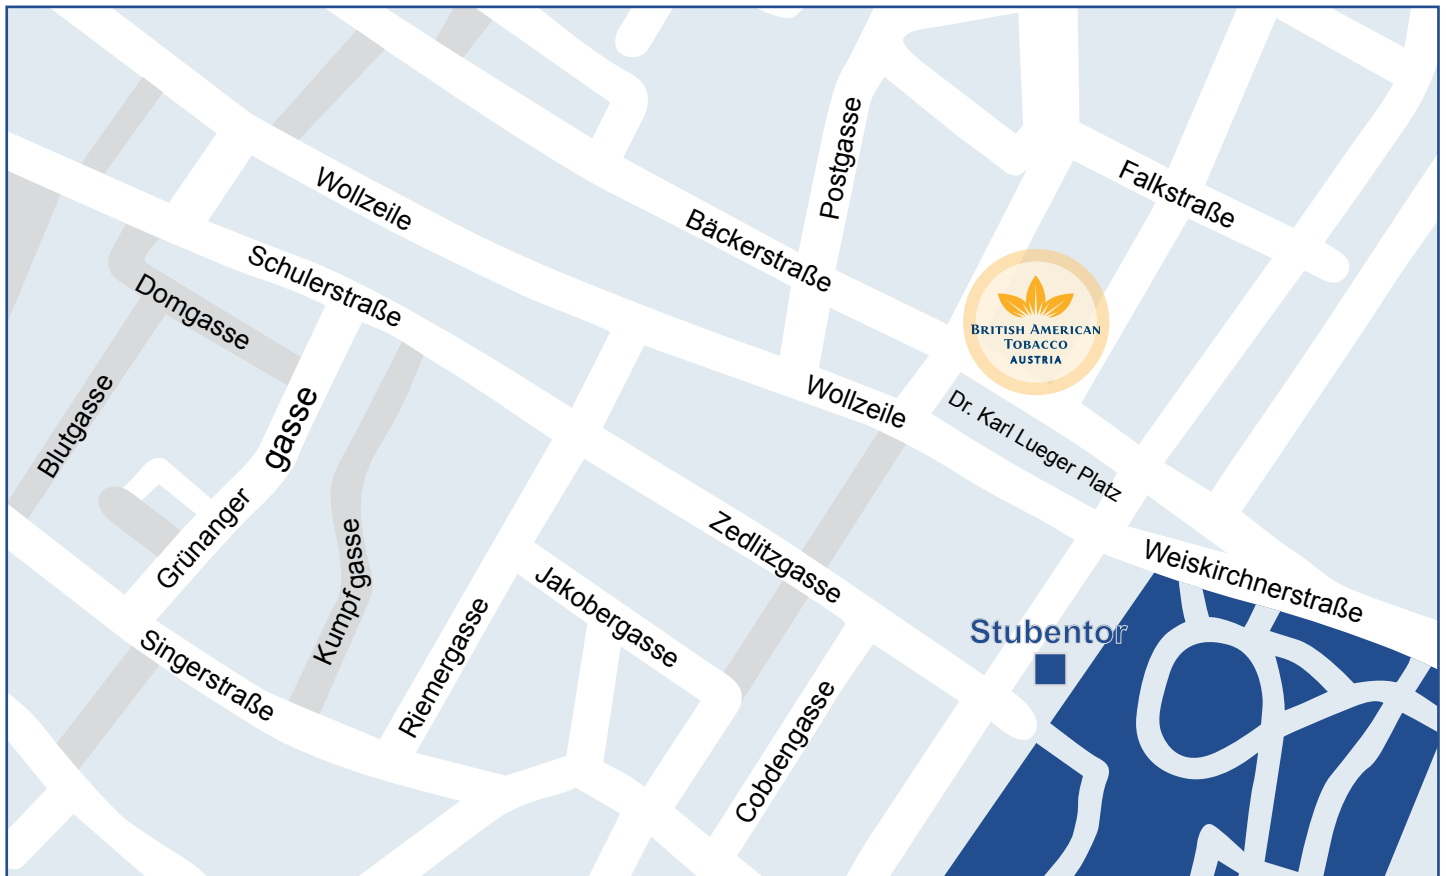 Postgasse
Falkstraße
Wollzeile
Bäckerstraße
Schulerstraße
Domgasse
BRITISH AMERICAN
TOBACCO
AUSTRIA
Blutgasse
gasse
Grünanger
Wollzeile
Dr. Karl Lueger Platz
Kumpfgasse
Zedlitzgasse
Weiskirchnerstraße
Jakobergasse
Riemergasse
Stubentor
Singerstraße
Cobdengasse